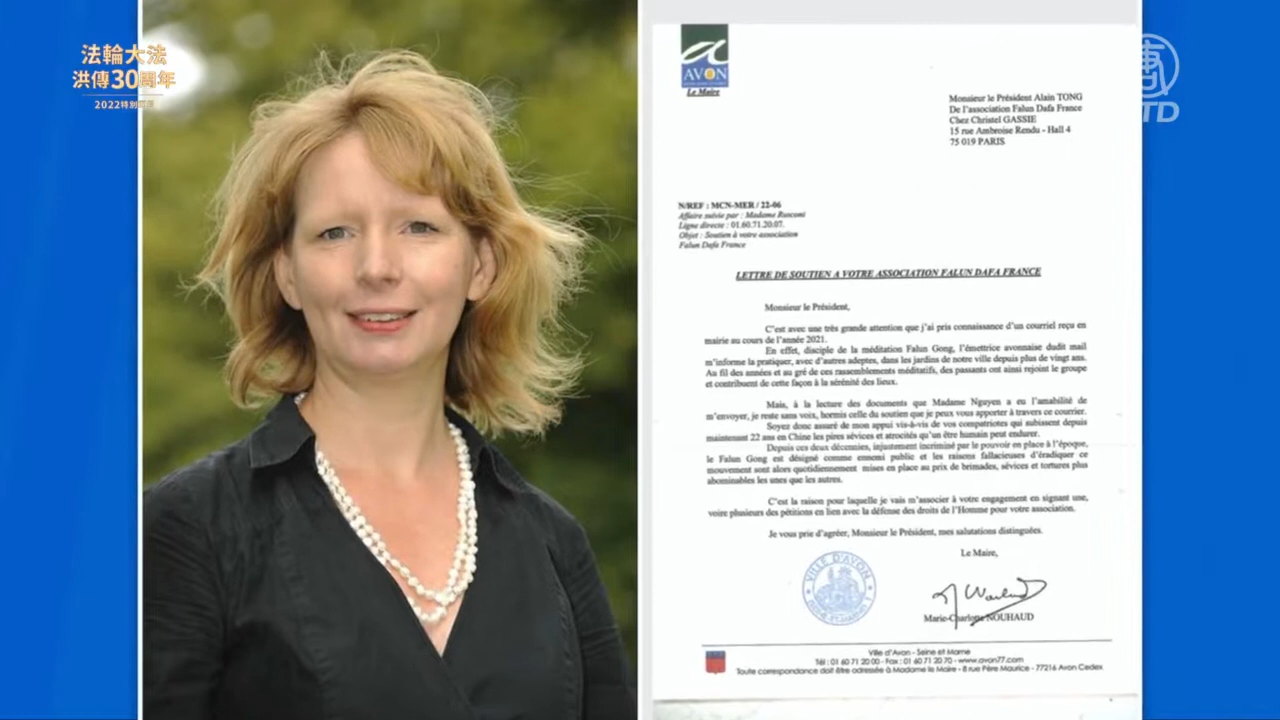 法輪大法
洪傳30周年
2022特別
TD
AVON
Le Maire
Monsieur le Président Alain TONG
De l'association Falun Dafa France
Chez Christel GASSIE
15 rue Ambroise Rendu - Hall 4
75 019 PARIS
N/REF : MCN-MER / 22-06
Affaire suivie par : Madame Rusconi
Ligne directe : 01.60.71.20.07.
Objet : Soutien à votre association
Falun Dafa France
LETTRE DE SOUTIEN A VOTRE ASSOCIATION FALUN DAFA FRANCE
Monsieur le Président,
C'est avec une très grande attention que j'ai pris connaissance d'un courriel reçu en
mairie au cours de l'année 2021.
En effet, disciple de la méditation Falun Gong, l'émettrice avonnaise dudit mail
m'informe la pratiquer, avec d'autres adeptes, dans les jardins de notre ville depuis plus de vingt ans.
Au fil des années et au gré de ces rassemblements méditatifs, des passants ont ainsi rejoint le groupe
et contribuent de cette façon à la sérénité des lieux.
Mais, à la lecture des documents que Madame Nguyen a eu l'amabilité de
m'envoyer, je reste sans voix, hormis celle du soutien que je peux vous apporter à travers ce courrier.
Soyez donc assuré de mon appui vis-à-vis de vos compatriotes qui subissent depuis
maintenant 22 ans en Chine les pires sévices et atrocités qu'un être humain peut endurer.
Depuis ces deux décennies, injustement incriminé par le pouvoir en place à l'époque,
le Falun Gong est désigné comme ennemi public et les raisons fallacieuses d'éradiquer ce
mouvement sont alors quotidiennement mises en place au prix de brimades, sévices et tortures plus
abominables les unes que les autres.
C'est la raison pour laquelle je vais m'associer à votre engagement en signant une,
voire plusieurs des pétitions en lien avec la défense des droits de l'Homme pour votre association.
Je vous prie d'agréer, Monsieur le Président, mes salutations distinguées.
Le Maire,
VILLE D'AVON
Marie-Charlotte NOUHAUD
Ville d'Avon - Seine et Marne
Tél : 01 60 71 20 00 - Fax : 01 60 71 20 70 - www.avon77.com
Toute correspondance doit être adressée à Madame le Maire - 8 rue Père Maurice - 77216 Avon Cedex